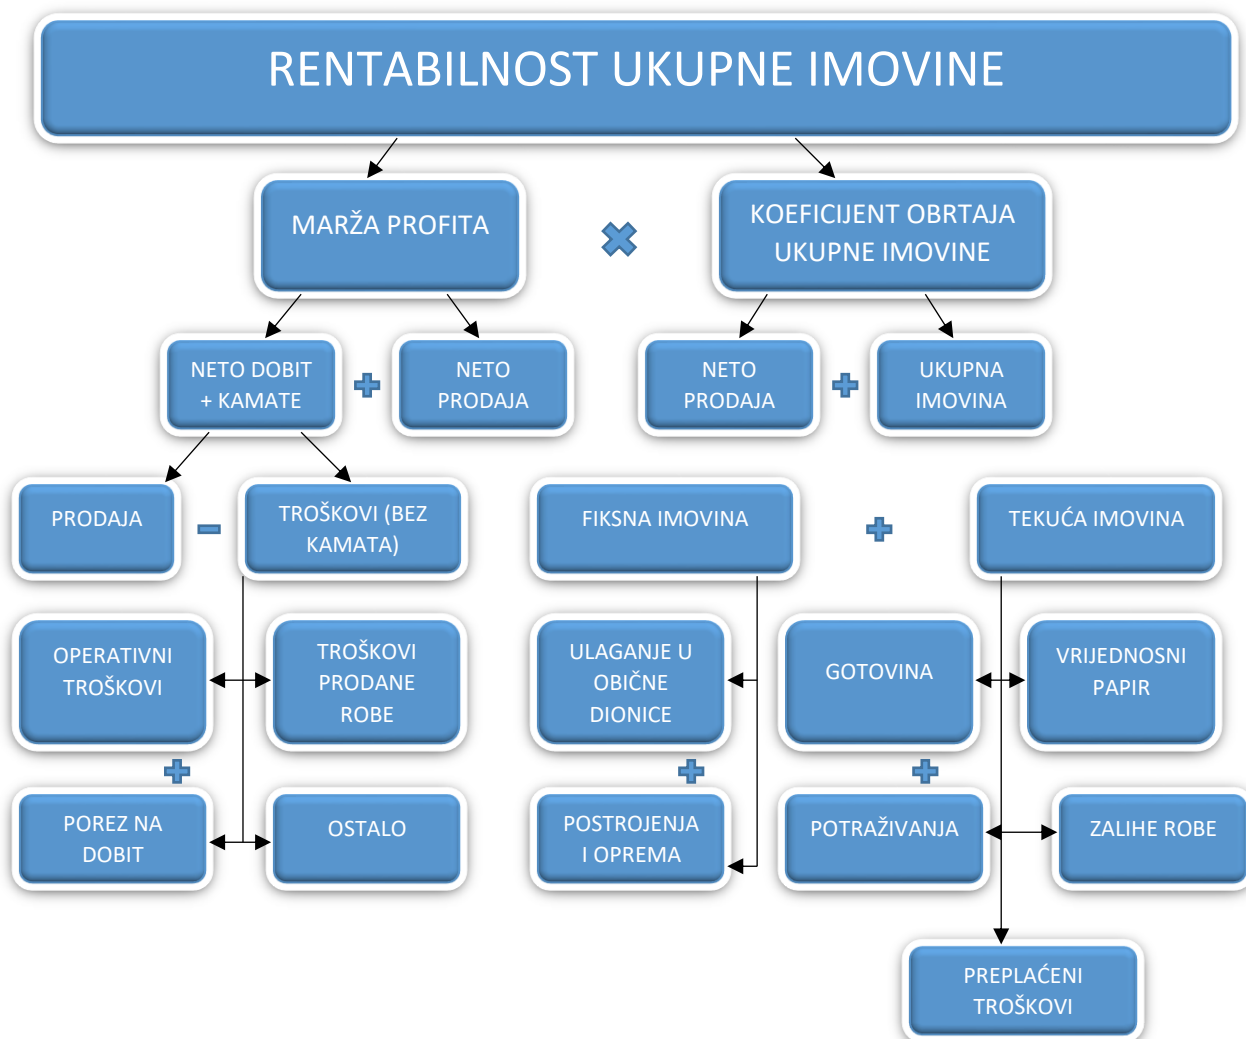 RENTABILNOST UKUPNE IMOVINE
MARŽA PROFITA
KOEFICIJENT OBRTAJA
UKUPNE IMOVINE
NETO DOBIT
+ KAMATE
NETO
PRODAJA
NETO
PRODAJA
UKUPNA
IMOVINA
PRODAJA
TROŠKOVI (BEZ
KAMATA)
FIKSNA IMOVINA
TEKUĆA IMOVINA
OPERATIVNI
TROŠKOVI
TROŠKOVI
PRODANE
ROBE
ULAGANJE U
OBIČNE
DIONICE
GOTOVINA
VRIJEDNOSNI
PAPIR
POREZ NA
DOBIT
OSTALO
POSTROJENJA
I OPREMA
POTRAŽIVANJA
ZALIHE ROBE
PREPLAĆENI
TROŠKOVI